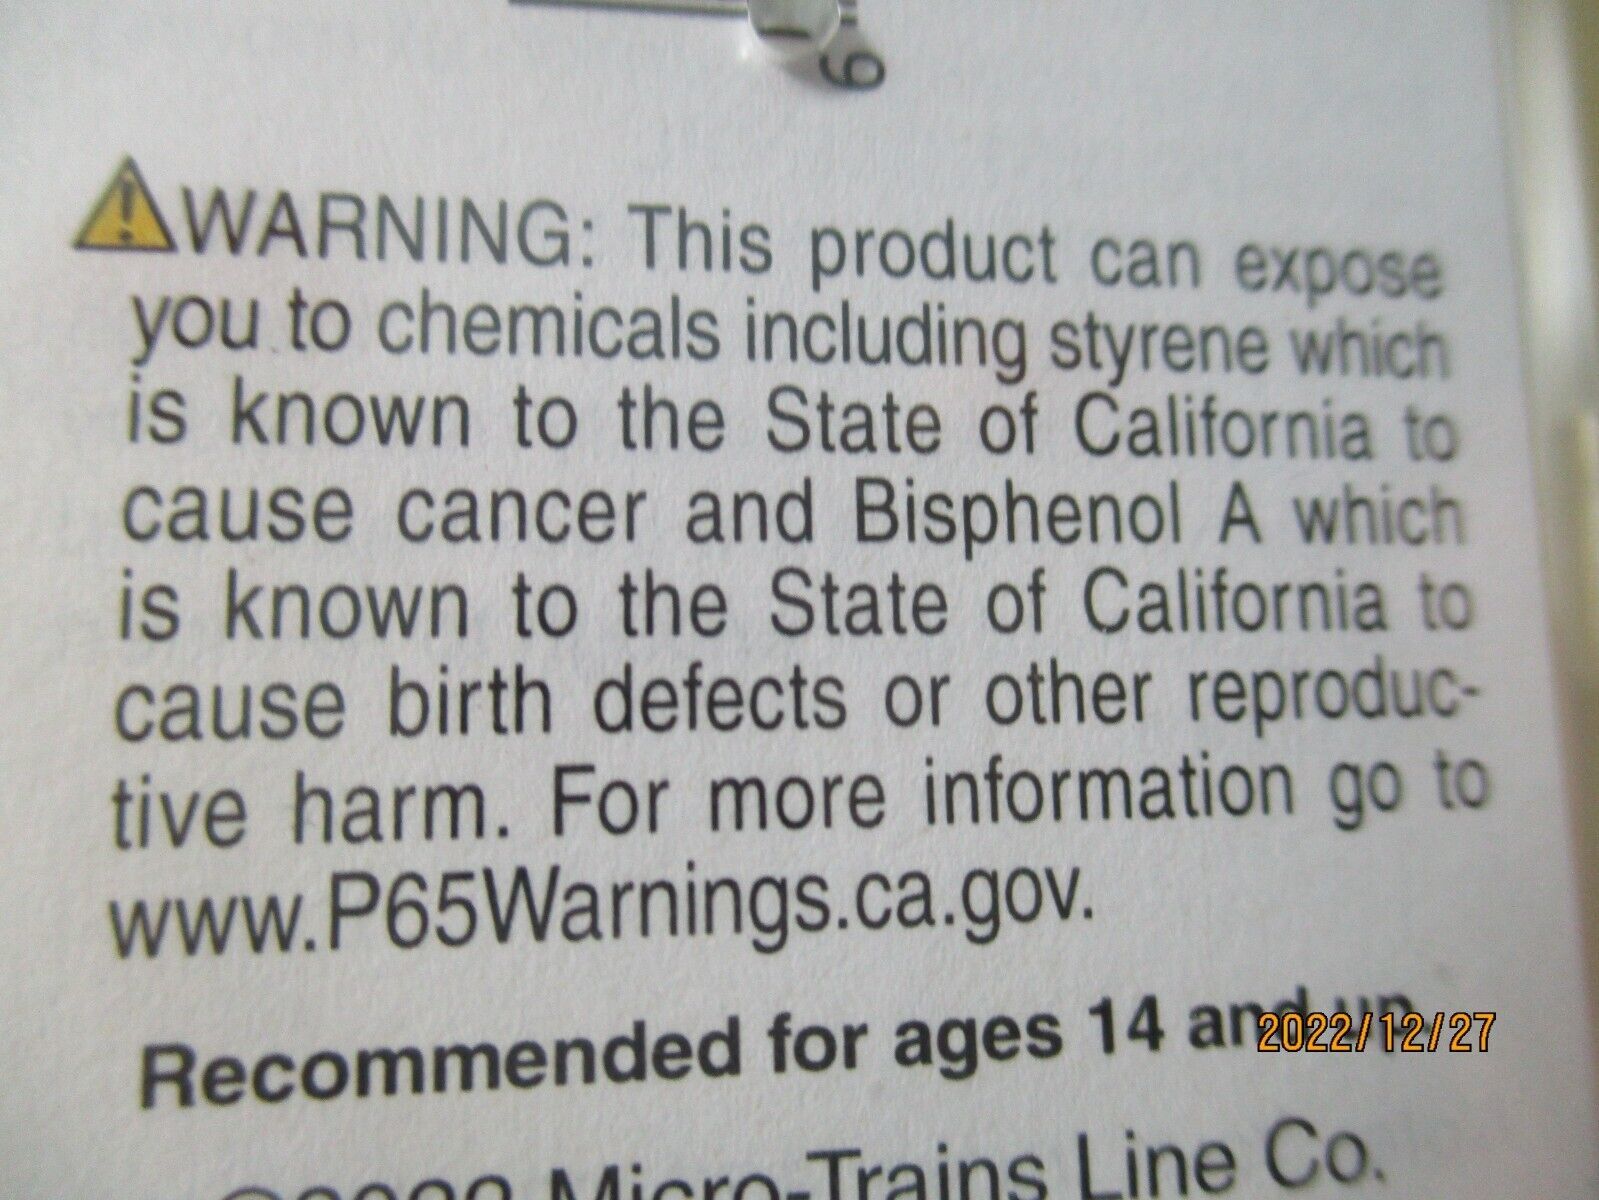 6
WARNING: This product can expose
you to chemicals including styrene which
is known to the State of California to
cause cancer and Bisphenol A which
is known to the State of California to
cause birth defects or other reproduc-
tive harm. For more information go to
www.P65Warnings.ca.gov.
Recommended for ages 14 and up.
2022/12/27
Micro-Trains Line Co.